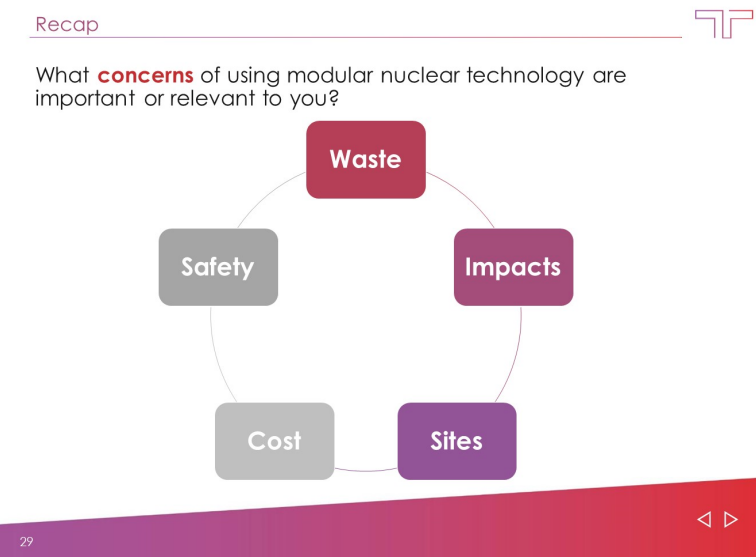 Recap
What concerns of using modular nuclear technology are
important or relevant to you?
Waste
Safety
Impacts
Cost
Sites
29